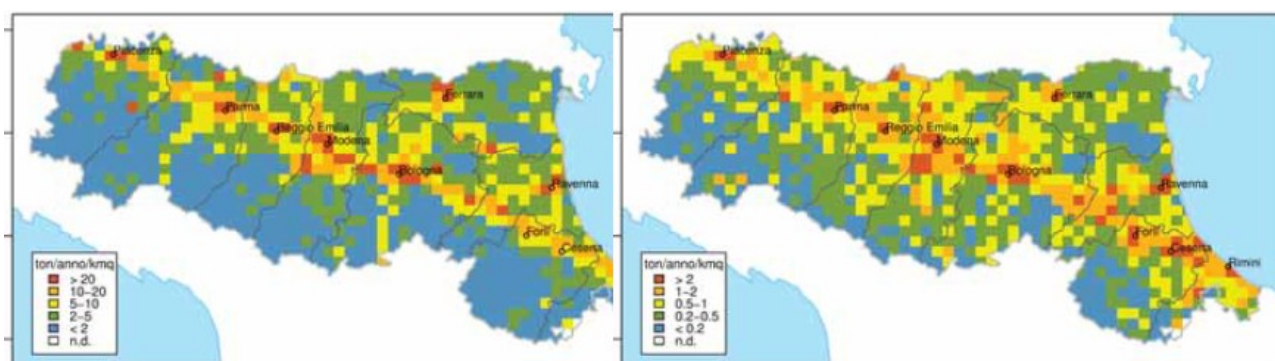 Piacenza
Parma
Reggio Emilia
Modena
Ferrara
Bologna
Ravenna
Forlì
Cesena
ton/anno/kmq
> 20
10−20
5−10
2−5
< 2
n.d.
Piacenza
Parma
Reggio Emilia
Modena
Ferrara
Bologna
Ravenna
Forlì
Cesena
Rimini
ton/anno/kmq
> 2
1−2
0.5−1
0.2−0.5
< 0.2
n.d.